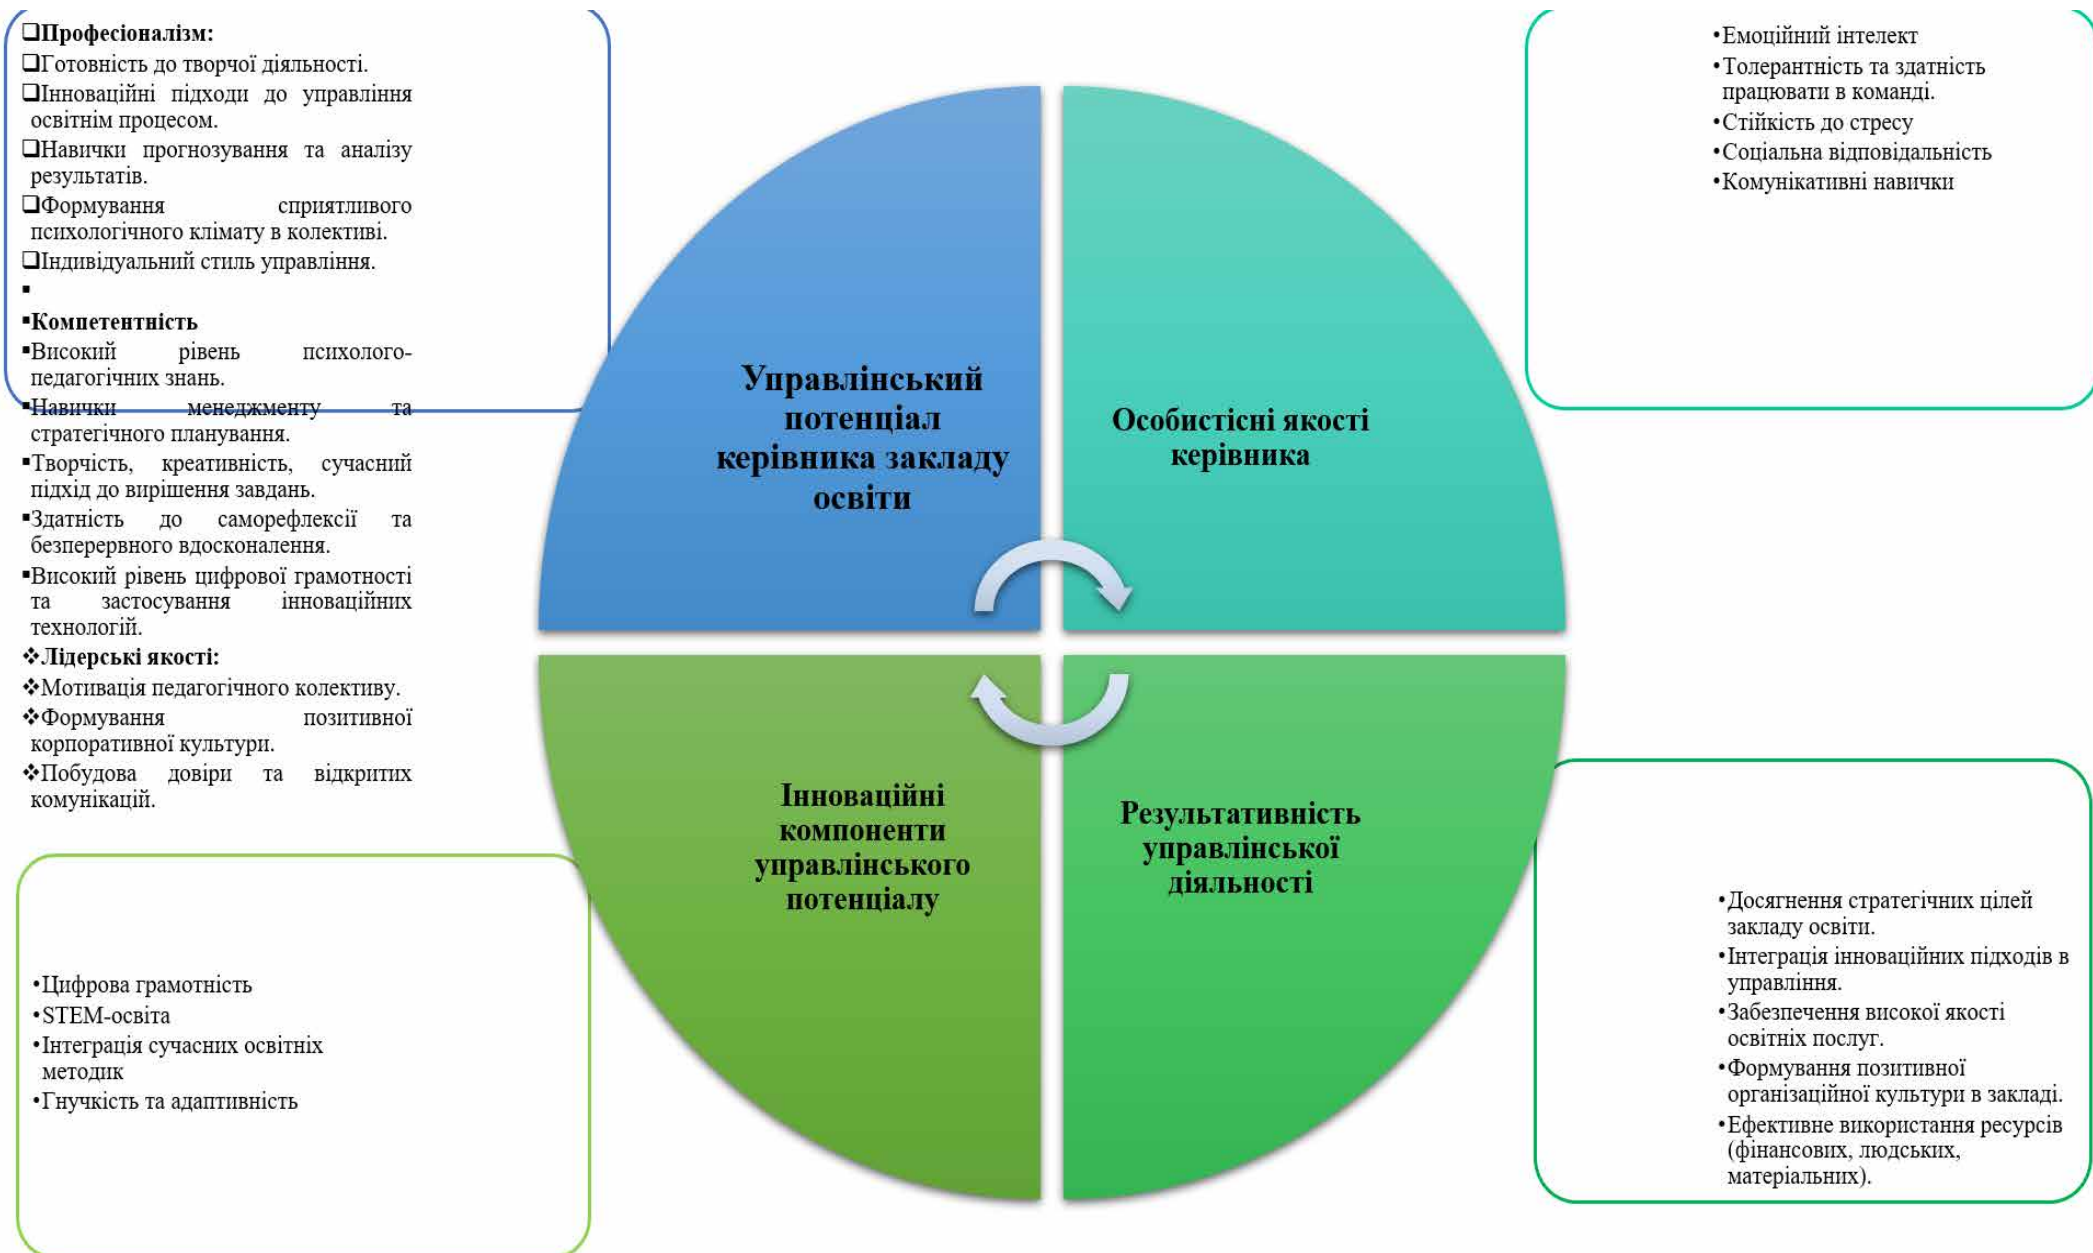 ❑Професіоналізм:
❑Готовність до творчої діяльності.
❑Інноваційні підходи до управління
освітнім процесом.
❑Навички прогнозування та аналізу
результатів.
❑Формування сприятливого
психологічного клімату в колективі.
❑Індивідуальний стиль управління.
▪
▪Компетентність
▪Високий рівень психолого-
педагогічних знань.
▪Навички менеджменту та
стратегічного планування.
▪Творчість, креативність, сучасний
підхід до вирішення завдань.
▪Здатність до саморефлексії та
безперервного вдосконалення.
▪Високий рівень цифрової грамотності
та застосування інноваційних
технологій.
❖Лідерські якості:
❖Мотивація педагогічного колективу.
❖Формування позитивної
корпоративної культури.
❖Побудова довіри та відкритих
комунікацій.
Управлінський
потенціал
керівника закладу
освіти
Особистісні якості
керівника
•Емоційний інтелект
•Толерантність та здатність
працювати в команді.
•Стійкість до стресу
•Соціальна відповідальність
•Комунікативні навички
•Цифрова грамотність
•STEM-освіта
•Інтеграція сучасних освітніх
методик
•Гнучкість та адаптивність
Інноваційні
компоненти
управлінського
потенціалу
Результативність
управлінської
діяльності
•Досягнення стратегічних цілей
закладу освіти.
•Інтеграція інноваційних підходів в
управління.
•Забезпечення високої якості
освітніх послуг.
•Формування позитивної
організаційної культури в закладі.
•Ефективне використання ресурсів
(фінансових, людських,
матеріальних).